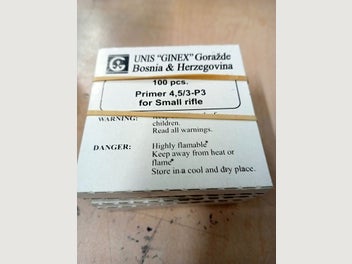 UNIS "GINEX" Goražde
Bosnia & Herzegovina
100 pcs.
Primer 4,5/3-P3
for Small rifle
WARNING:
children.
Read all warnings.
DANGER: Highly flamable
Keep away from heat or
flame
Store in a cool and dry place.